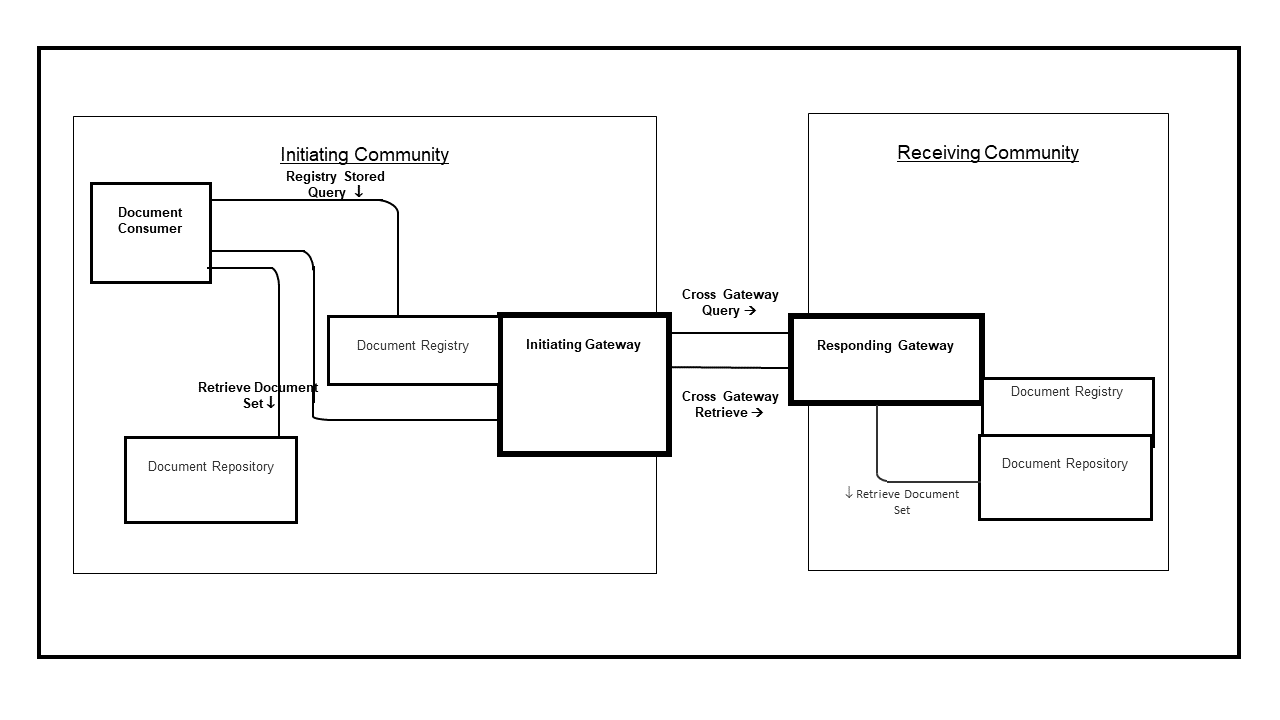 Initiating Community
Registry Stored
Query ↓
Document
Consumer
Document Registry
Initiating Gateway
Retrieve Document
Set ↓
Document Repository
Cross Gateway
Query →
Cross Gateway
Retrieve →
Receiving Community
Responding Gateway
Document Registry
Document Repository
↓ Retrieve Document
Set